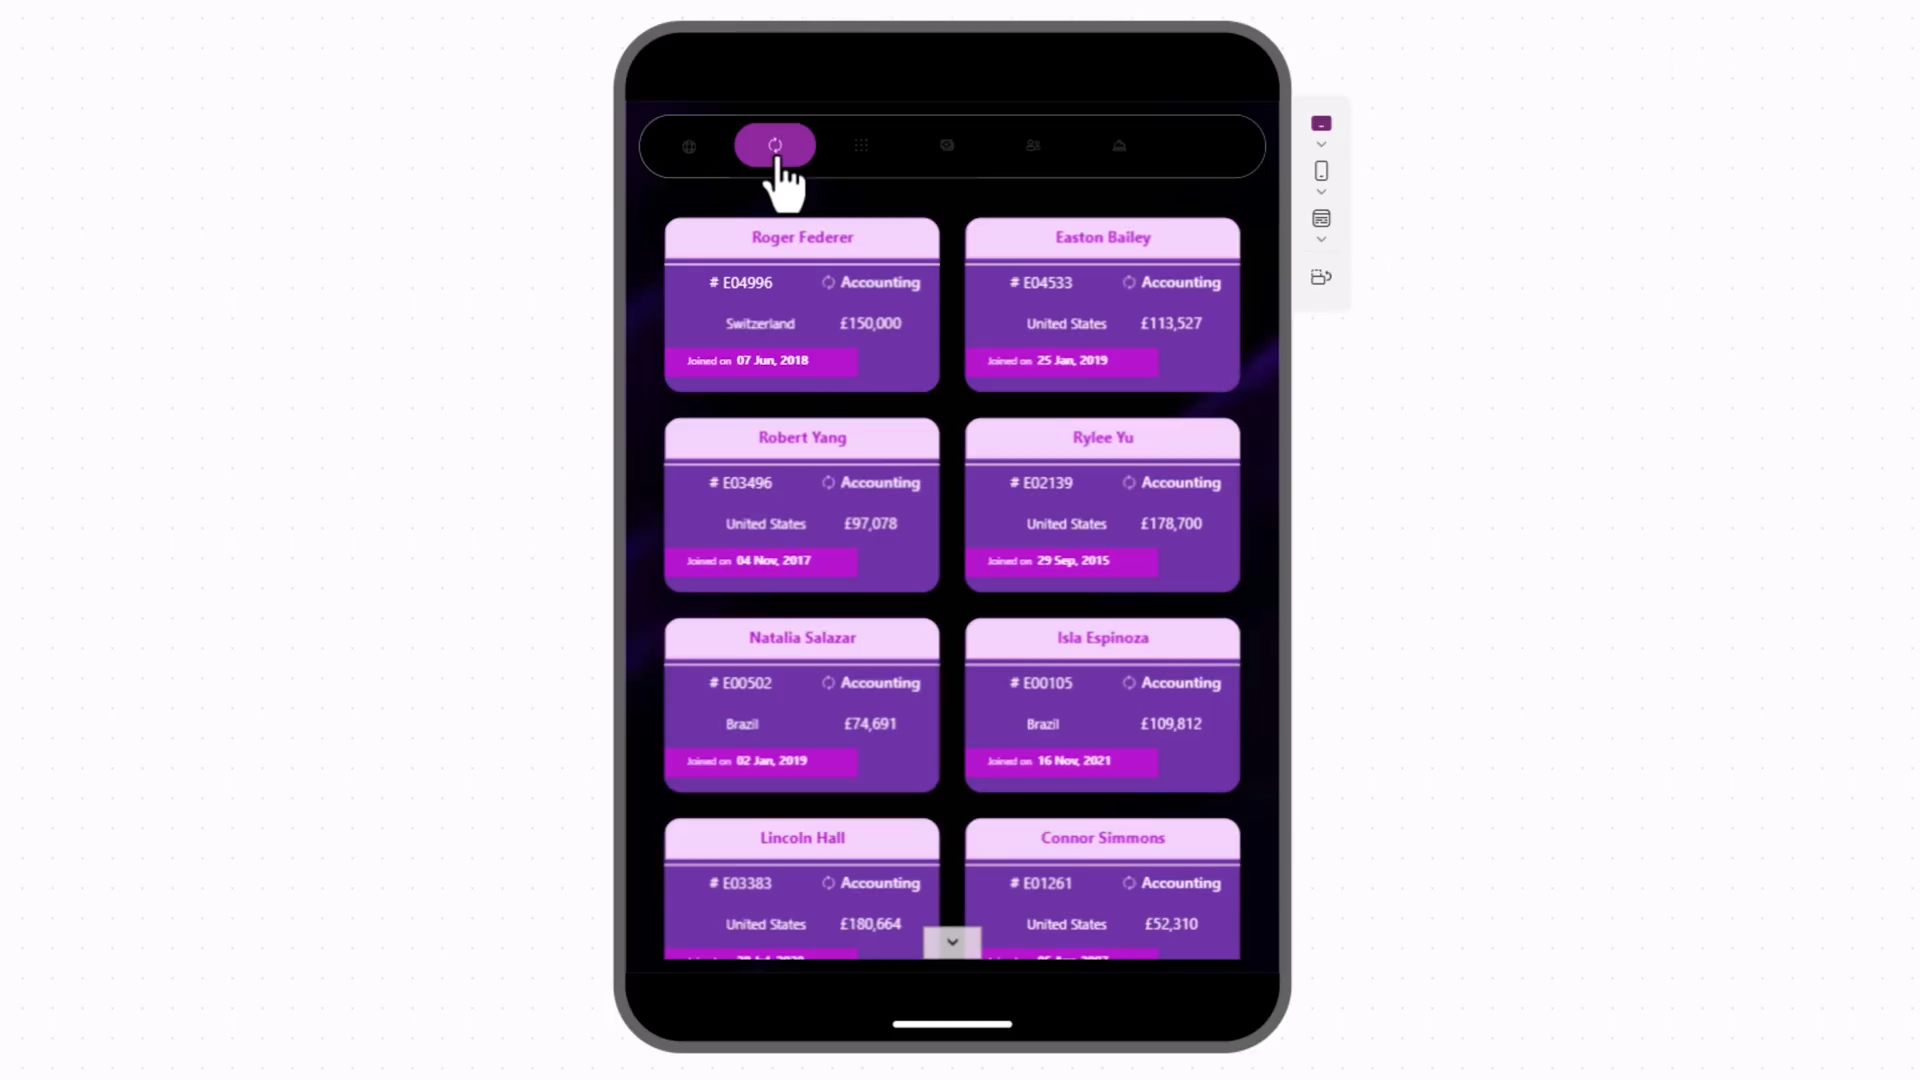 Roger Federer
# E04996 Accounting
Switzerland £150,000
Joined on 07 Jun, 2018
Easton Bailey
# E04533 Accounting
United States £113,527
Joined on 25 Jan, 2019
Robert Yang
# E03496 Accounting
United States £97,078
Joined on 04 Nov, 2017
Rylee Yu
# E02139 Accounting
United States £178,700
Joined on 29 Sep, 2015
Natalia Salazar
# E00502 Accounting
Brazil £74,691
Joined on 02 Jan, 2019
Isla Espinoza
# E00105 Accounting
Brazil £109,812
Joined on 16 Nov, 2021
Lincoln Hall
# E03383 Accounting
United States £180,664
Connor Simmons
# E01261 Accounting
United States £52,310